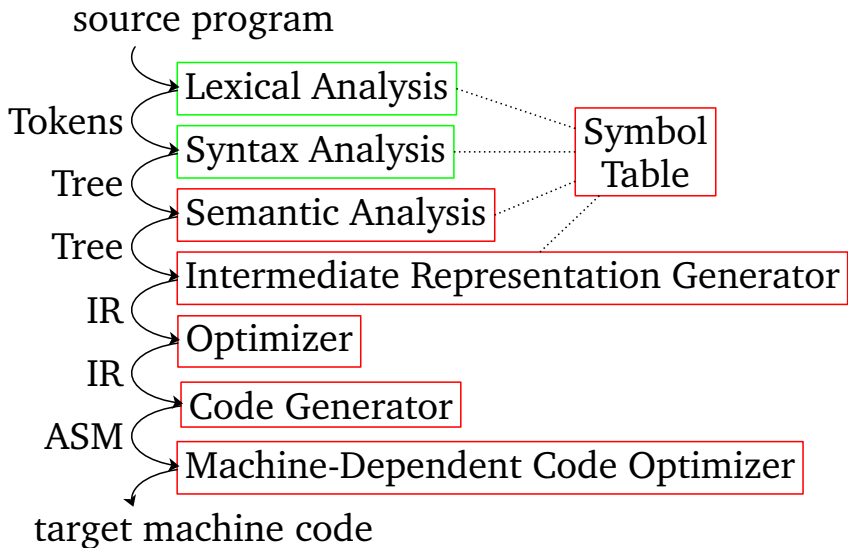 source program
Lexical Analysis
Tokens
Symbol
Table
Syntax Analysis
Tree
Semantic Analysis
Tree
Intermediate Representation Generator
IR
Optimizer
IR
Code Generator
ASM
Machine-Dependent Code Optimizer
target machine code